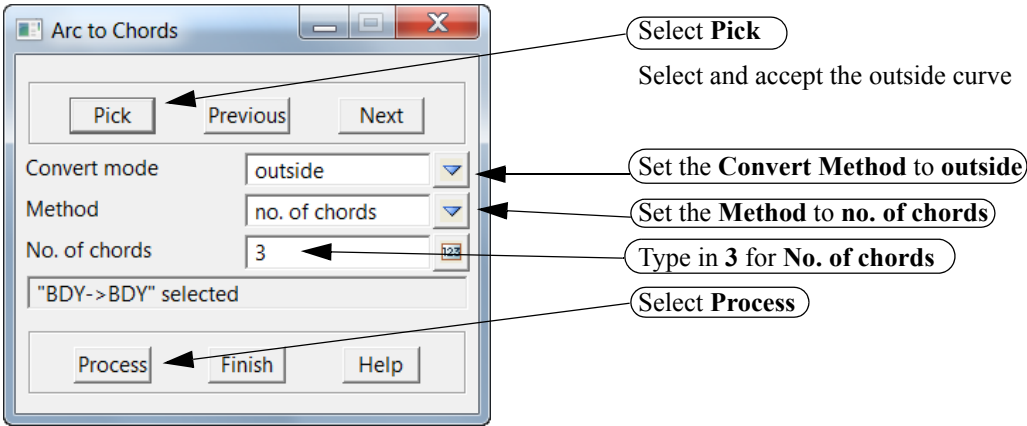 Arc to Chords
Select Pick
Select and accept the outside curve
Pick Previous Next
Convert mode outside
Set the Convert Method to outside
Method no. of chords
Set the Method to no. of chords
No. of chords 3 123
Type in 3 for No. of chords
"BDY->BDY" selected
Select Process
Process Finish Help